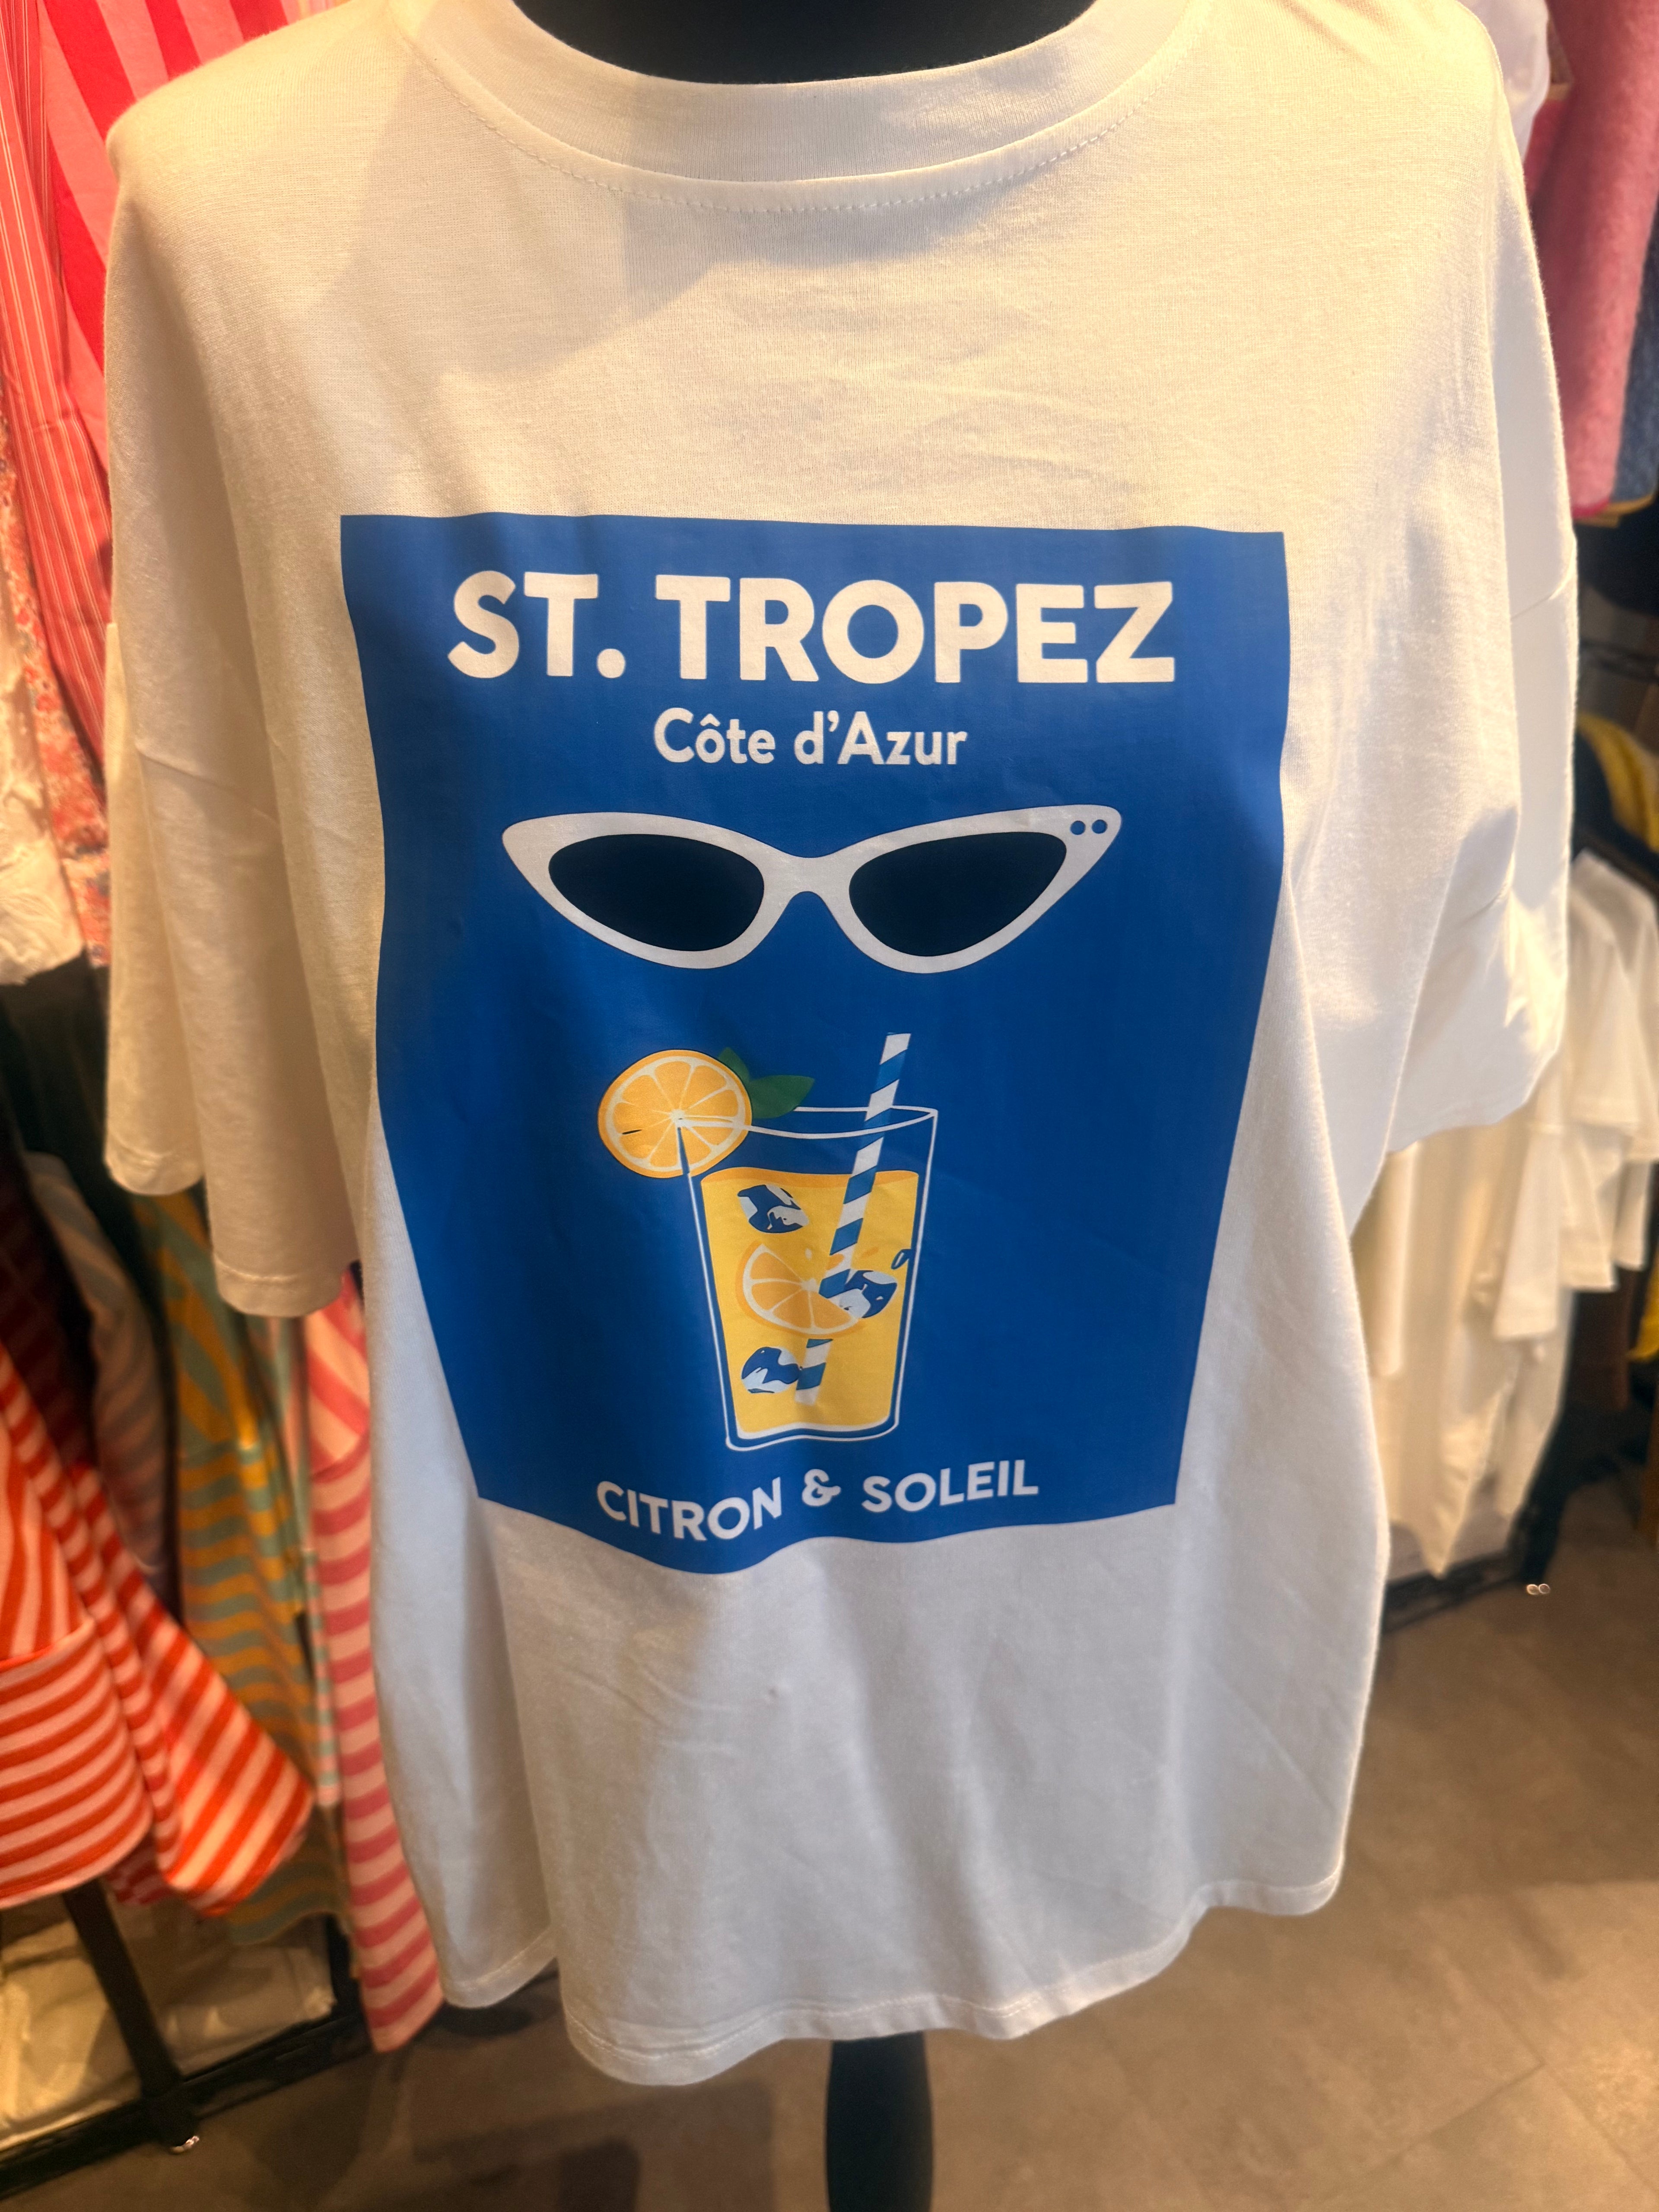 ST. TROPEZ
Côte d'Azur
CITRON & SOLEIL